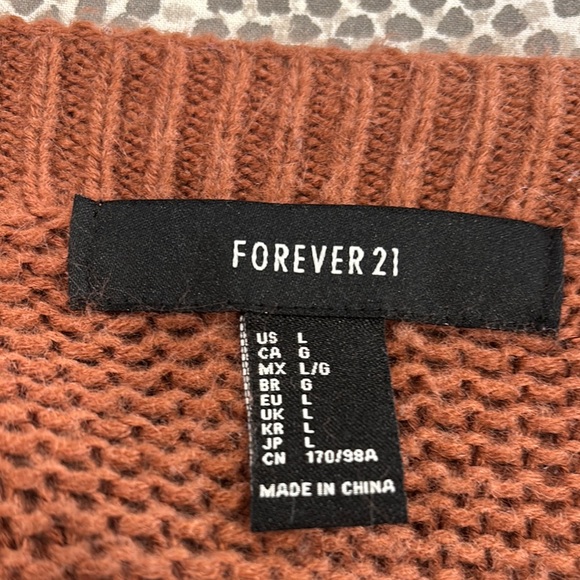 FOREVER 21
US L
CA G
MX L/G
BR G
EU L
UK L
KR L
JP L
CN 170/98A
MADE IN CHINA